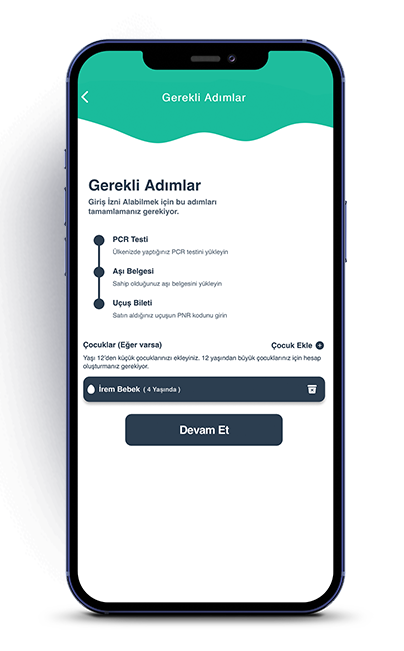 Gerekli Adımlar
Gerekli Adımlar
Giriş İzni Alabilmek için bu adımları
tamamlamanız gerekiyor.
PCR Testi
Ülkenizde yaptığınız PCR testini yükleyin
Aşı Belgesi
Sahip olduğunuz aşı belgesini yükleyin
Uçuş Bileti
Satın aldığınız uçuşun PNR kodunu girin
Çocuklar (Eğer varsa) Çocuk Ekle
Yaşı 12'den küçük çocuklarınızı ekleyiniz. 12 yaşından büyük çocuklarınız için hesap
oluşturmanız gerekiyor.
İrem Bebek ( 4 Yaşında )
Devam Et